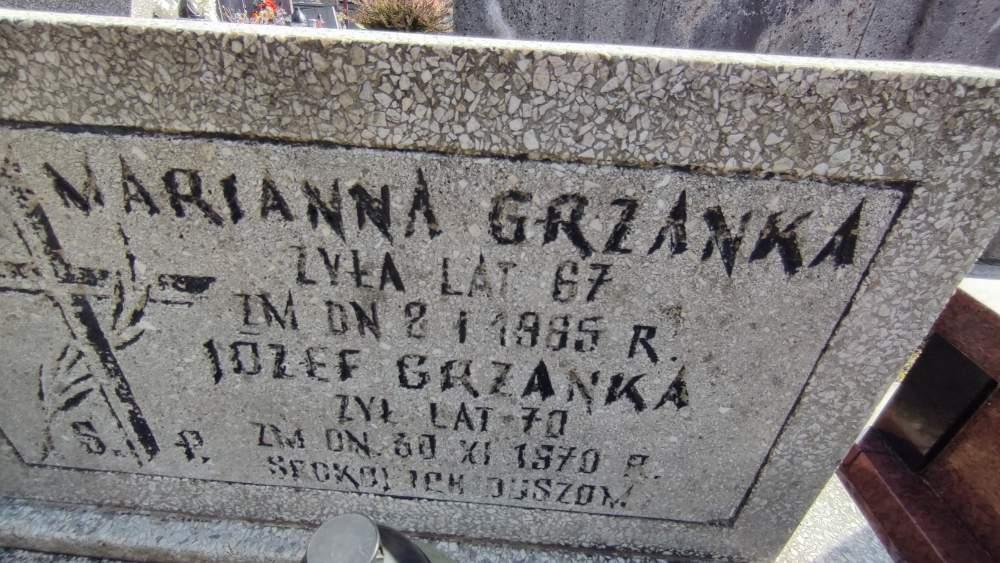 MARIANNA GRZANKA
ŻYŁA LAT 67
ZM DN 2 I 1985 R.
JÓZEF GRZANKA
ŻYŁ LAT 70
ZM DN. 30 XI 1970 R.
SPOKÓJ ICH DUSZOM.
Ś. P.